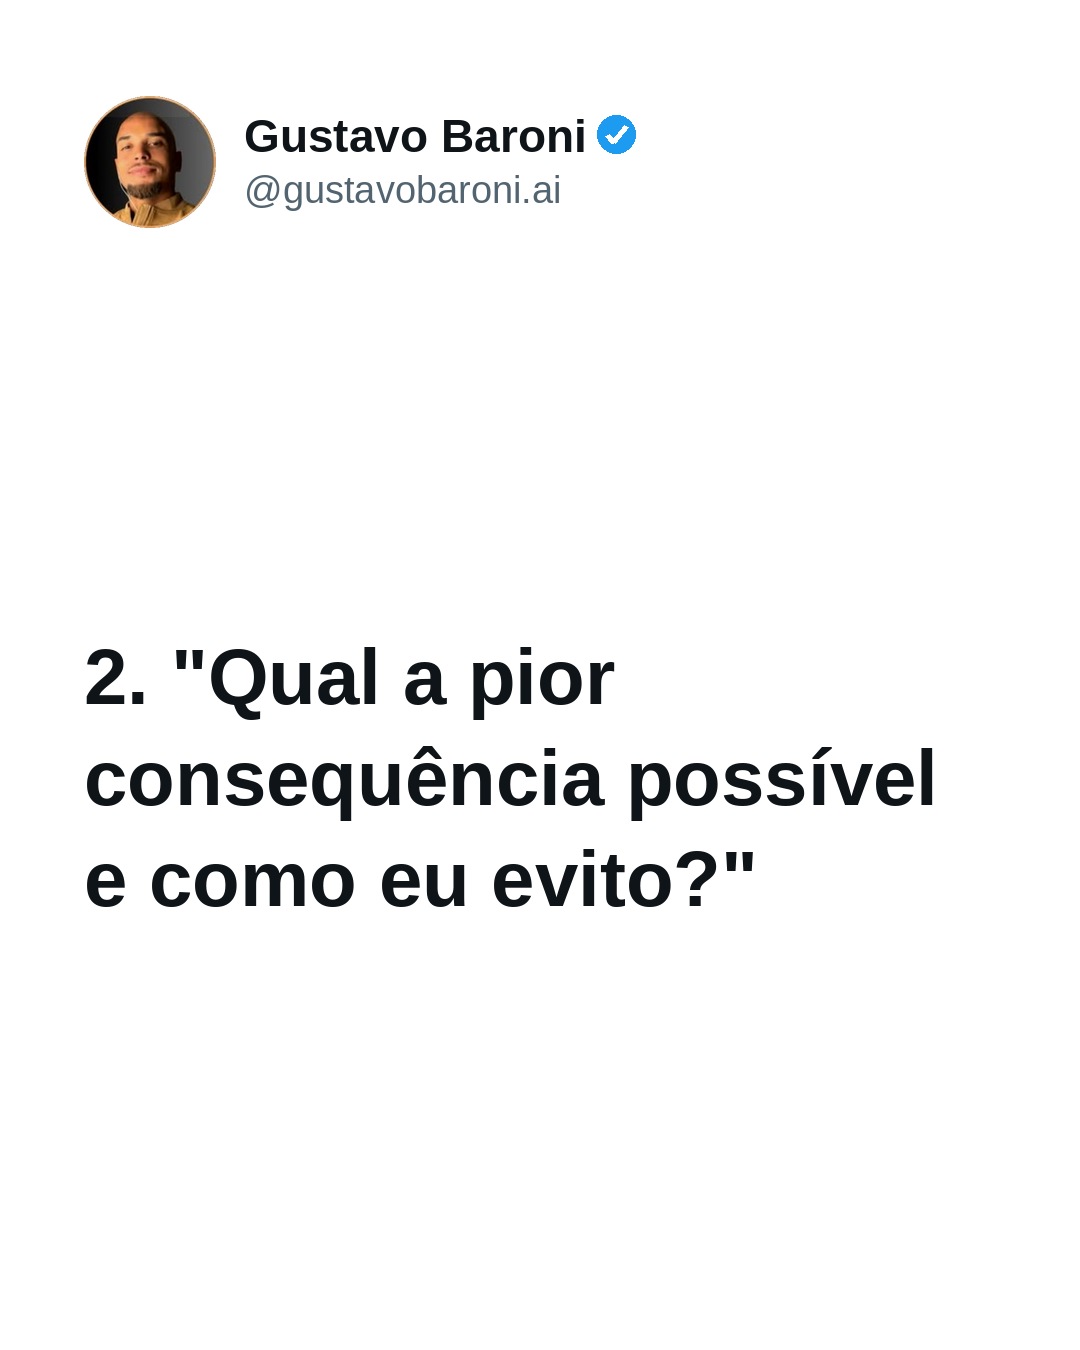 Gustavo Baroni
@gustavobaroni.ai
2. "Qual a pior
consequência possível
e como eu evito?"